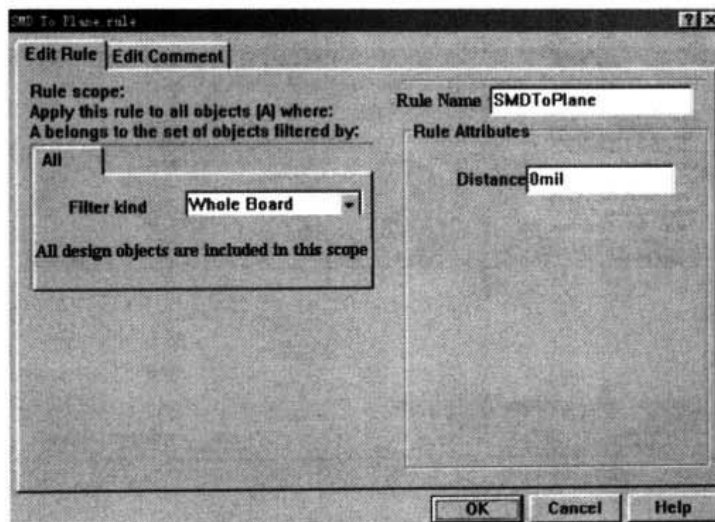 SMD To Plane rule
Edit Rule Edit Comment
Rule scope:
Apply this rule to all objects (A) where:
A belongs to the set of objects filtered by:
All
Filter kind Whole Board
All design objects are included in this scope
Rule Name SMDToPlane
Rule Attributes
Distance 0mil
OK Cancel Help